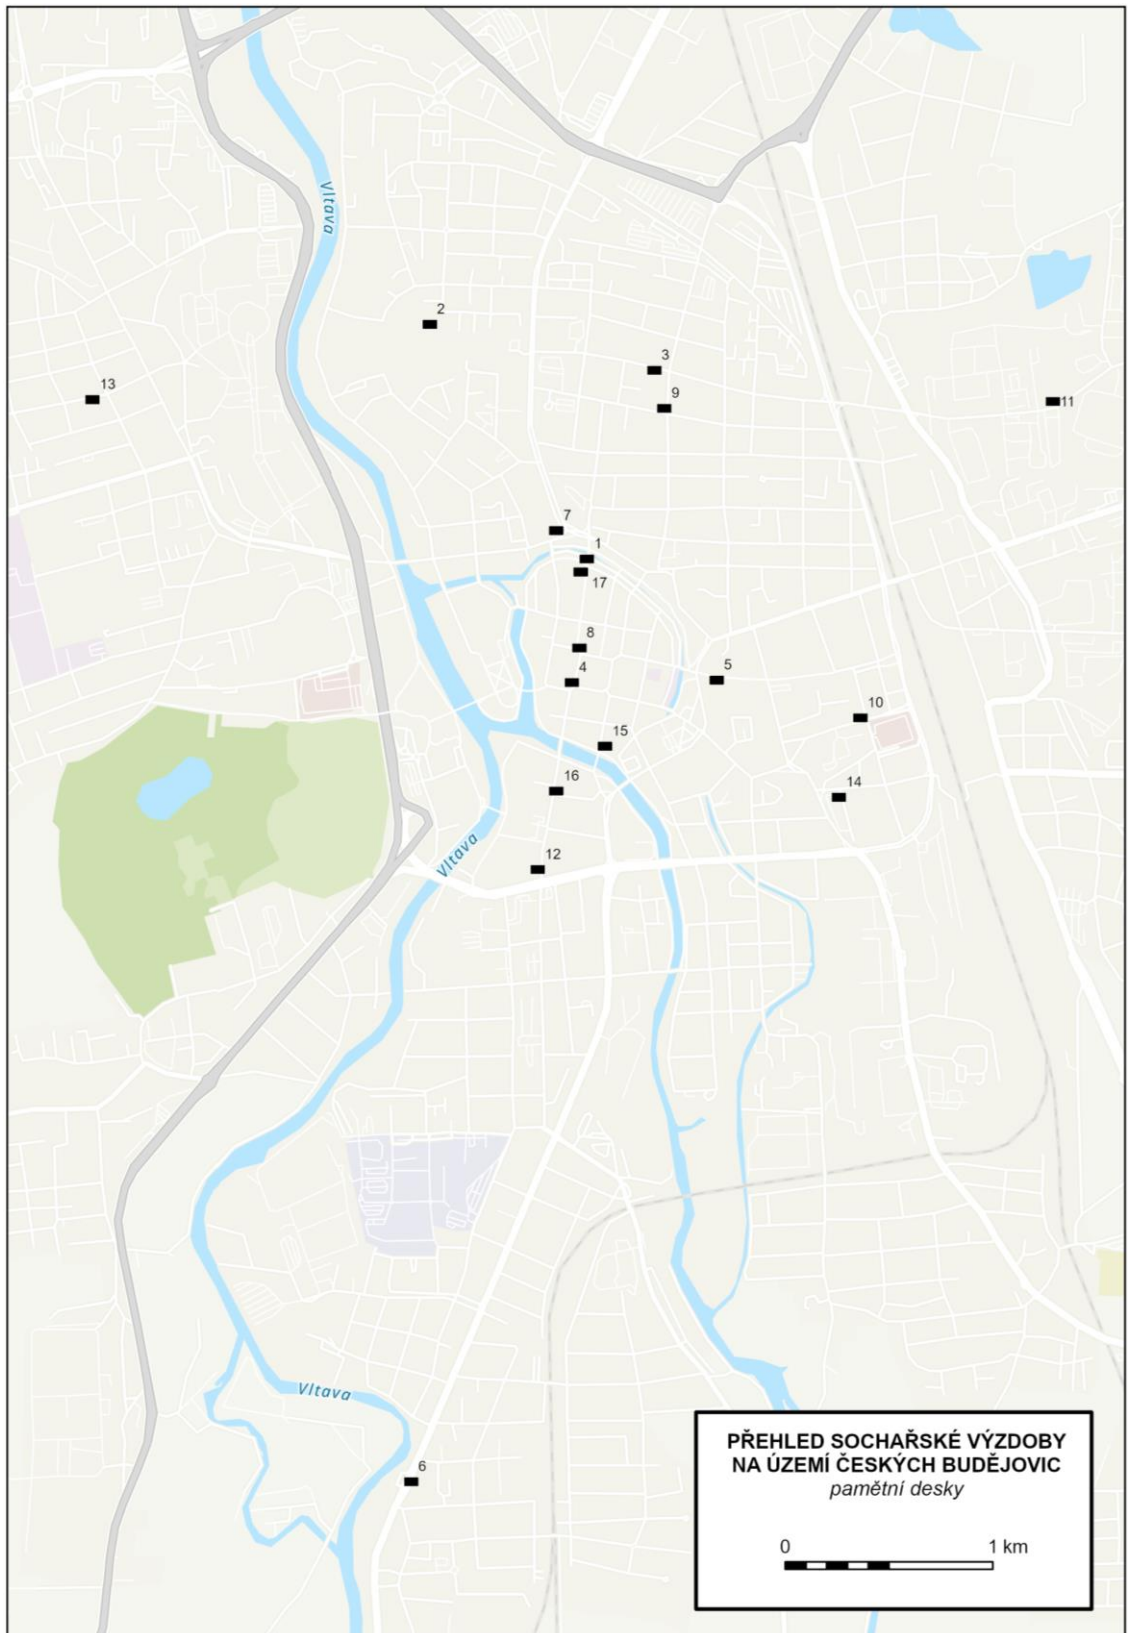 Vltava
2
3
13
9
11
7
1
17
8
4
5
10
15
16
14
12
Vltava
Vltava
6
PŘEHLED SOCHAŘSKÉ VÝZDOBY
NA ÚZEMÍ ČESKÝCH BUDĚJOVIC
pamětní desky
0 1 km